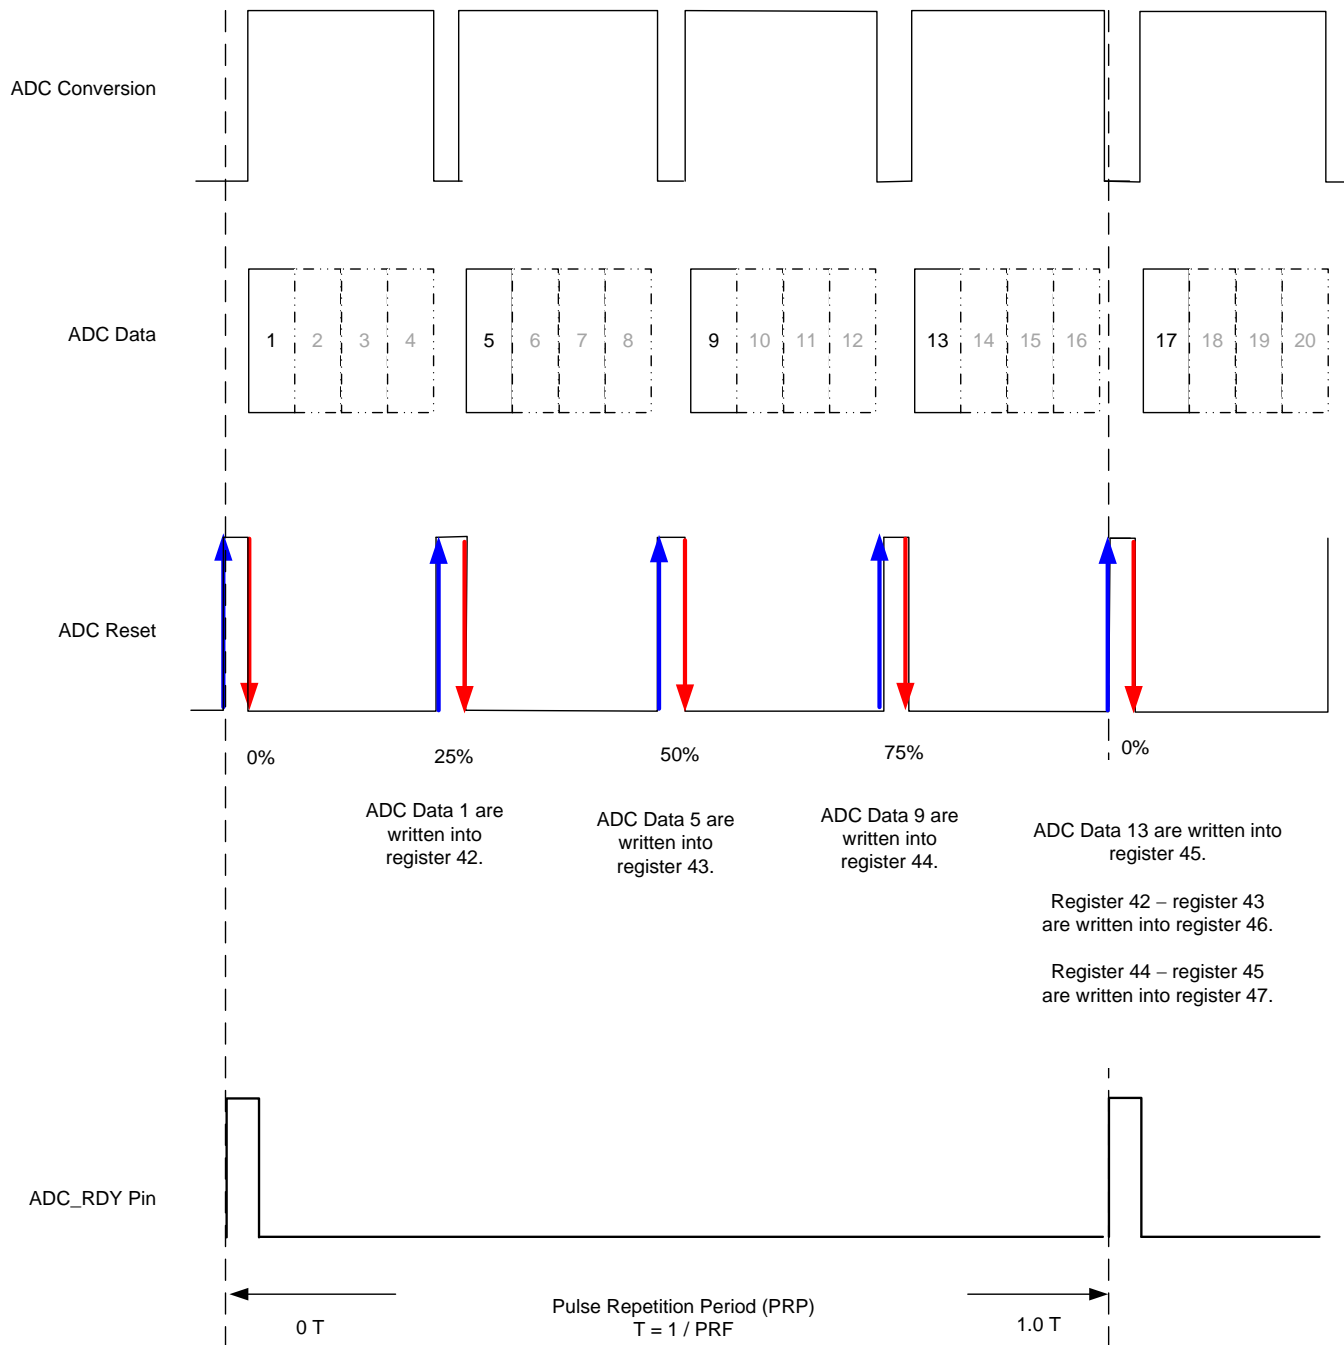 ADC Conversion
ADC Data
1 2 3 4 5 6 7 8 9 10 11 12 13 14 15 16 17 18 19 20
ADC Reset
0% 25% 50% 75% 0%
ADC Data 1 are
written into
register 42.
ADC Data 5 are
written into
register 43.
ADC Data 9 are
written into
register 44.
ADC Data 13 are written into
register 45.
Register 42 – register 43
are written into register 46.
Register 44 – register 45
are written into register 47.
ADC_RDY Pin
0 T
Pulse Repetition Period (PRP)
T = 1 / PRF
1.0 T